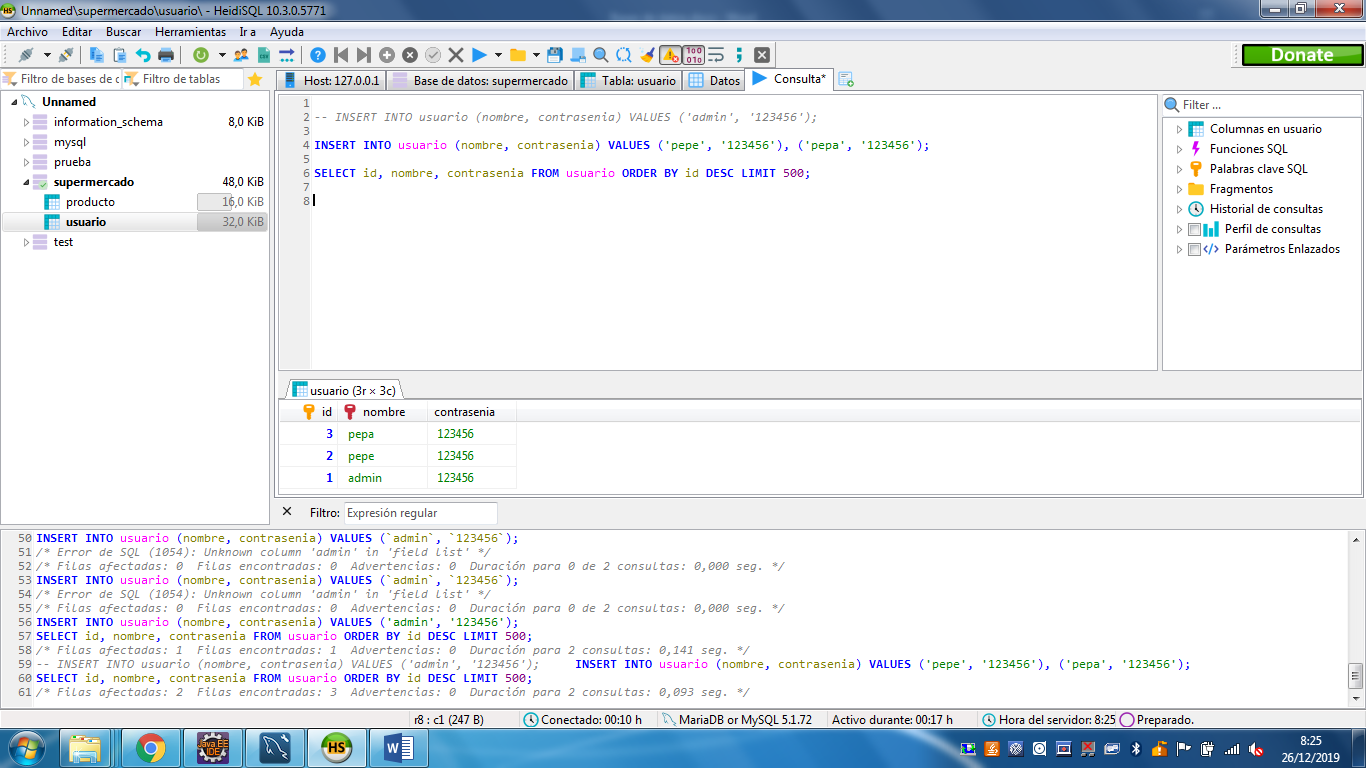 Unnamed\supermercado\usuario\ - HeidiSQL 10.3.0.5771
Archivo Editar Buscar Herramientas Ir a Ayuda
Donate
Filtro de bases de c Filtro de tablas
Host: 127.0.0.1 Base de datos: supermercado Tabla: usuario Datos Consulta*
Unnamed
information_schema 8,0 KiB
mysql
prueba
supermercado 48,0 KiB
producto 16,0 KiB
usuario 32,0 KiB
test
1
2 -- INSERT INTO usuario (nombre, contrasenia) VALUES ('admin', '123456');
3
4 INSERT INTO usuario (nombre, contrasenia) VALUES ('pepe', '123456'), ('pepa', '123456');
5
6 SELECT id, nombre, contrasenia FROM usuario ORDER BY id DESC LIMIT 500;
7
8
Filter ...
Columnas en usuario
Funciones SQL
Palabras clave SQL
Fragmentos
Historial de consultas
Perfil de consultas
Parámetros Enlazados
usuario (3r × 3c)
id nombre contrasenia
3 pepa 123456
2 pepe 123456
1 admin 123456
Filtro: Expresión regular
50 INSERT INTO usuario (nombre, contrasenia) VALUES (`admin`, `123456`);
51 /* Error de SQL (1054): Unknown column 'admin' in 'field list' */
52 /* Filas afectadas: 0 Filas encontradas: 0 Advertencias: 0 Duración para 0 de 2 consultas: 0,000 seg. */
53 INSERT INTO usuario (nombre, contrasenia) VALUES (`admin`, `123456`);
54 /* Error de SQL (1054): Unknown column 'admin' in 'field list' */
55 /* Filas afectadas: 0 Filas encontradas: 0 Advertencias: 0 Duración para 0 de 2 consultas: 0,000 seg. */
56 INSERT INTO usuario (nombre, contrasenia) VALUES ('admin', '123456');
57 SELECT id, nombre, contrasenia FROM usuario ORDER BY id DESC LIMIT 500;
58 /* Filas afectadas: 1 Filas encontradas: 1 Advertencias: 0 Duración para 2 consultas: 0,141 seg. */
59 -- INSERT INTO usuario (nombre, contrasenia) VALUES ('admin', '123456'); INSERT INTO usuario (nombre, contrasenia) VALUES ('pepe', '123456'), ('pepa', '123456');
60 SELECT id, nombre, contrasenia FROM usuario ORDER BY id DESC LIMIT 500;
61 /* Filas afectadas: 2 Filas encontradas: 3 Advertencias: 0 Duración para 2 consultas: 0,093 seg. */
r8 : c1 (247 B) Conectado: 00:10 h MariaDB or MySQL 5.1.72 Activo durante: 00:17 h Hora del servidor: 8:25 Preparado.
Java EE
IDE
HS
8:25
26/12/2019